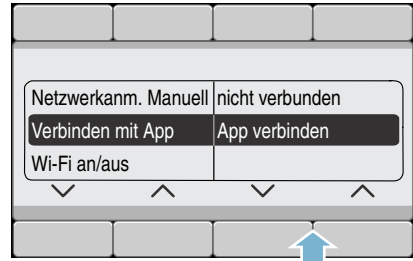 Netzwerkanm. Manuell nicht verbunden
Verbinden mit App App verbinden
Wi-Fi an/aus